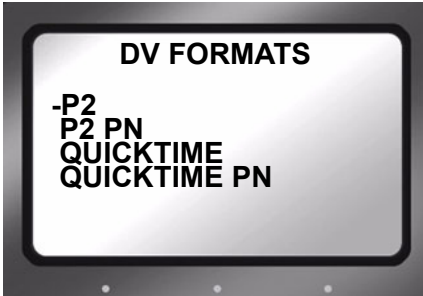 DV FORMATS
-P2
P2 PN
QUICKTIME
QUICKTIME PN